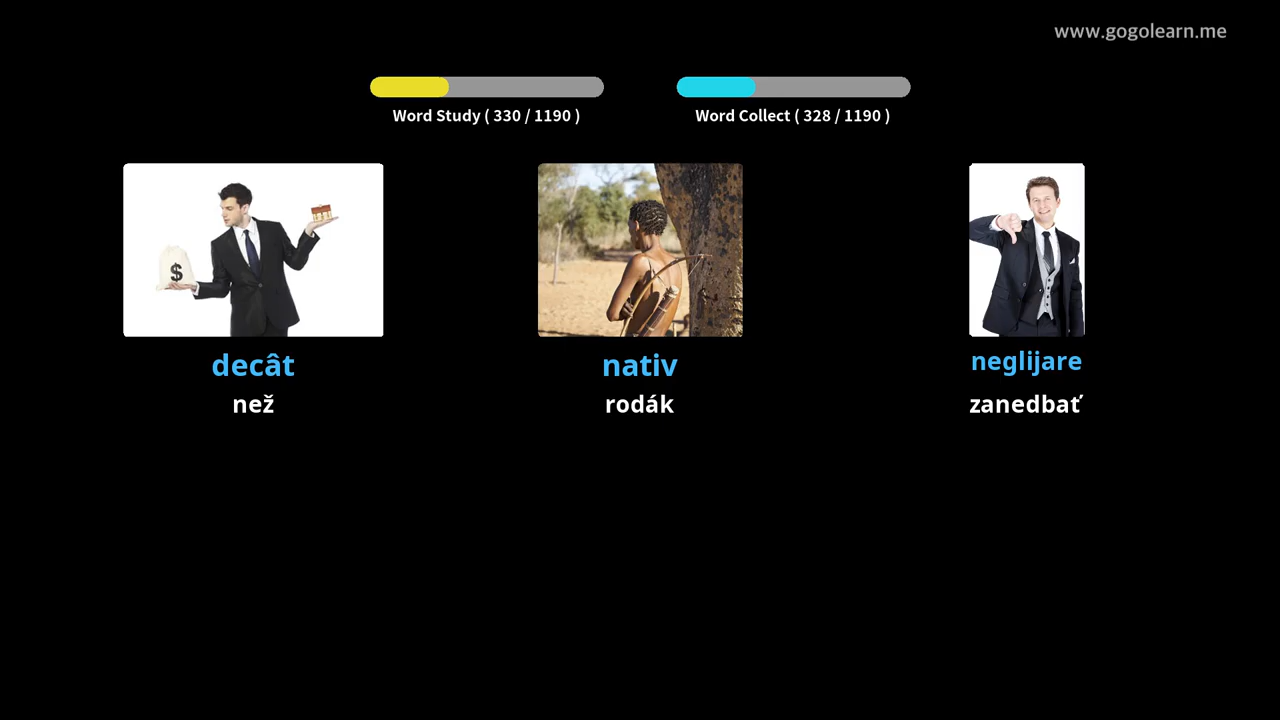 www.gogolearn.me
Word Study ( 330 / 1190 )
Word Collect ( 328 / 1190 )
$
decât
nativ
neglijare
než
rodák
zanedbať